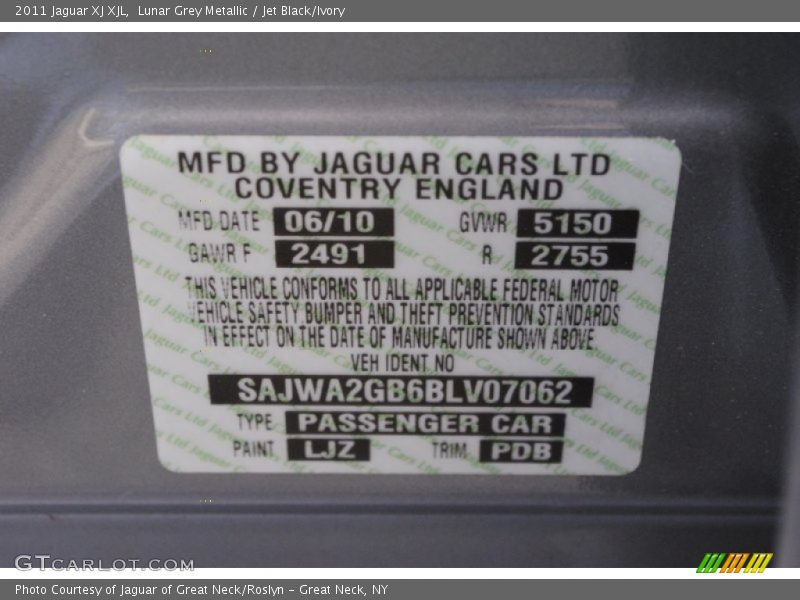 2011 Jaguar XJ XJL, Lunar Grey Metallic / Jet Black/Ivory
MFD BY JAGUAR CARS LTD
COVENTRY ENGLAND
MFD DATE 06/10 GVWR 5150
GAWR F 2491 R 2755
THIS VEHICLE CONFORMS TO ALL APPLICABLE FEDERAL MOTOR
VEHICLE SAFETY BUMPER AND THEFT PREVENTION STANDARDS
IN EFFECT ON THE DATE OF MANUFACTURE SHOWN ABOVE
VEH IDENT NO
SAJWA2GB6BLV07062
TYPE PASSENGER CAR
PAINT LJZ TRIM PDB
GTCARLOT.COM
Photo Courtesy of Jaguar of Great Neck/Roslyn - Great Neck, NY